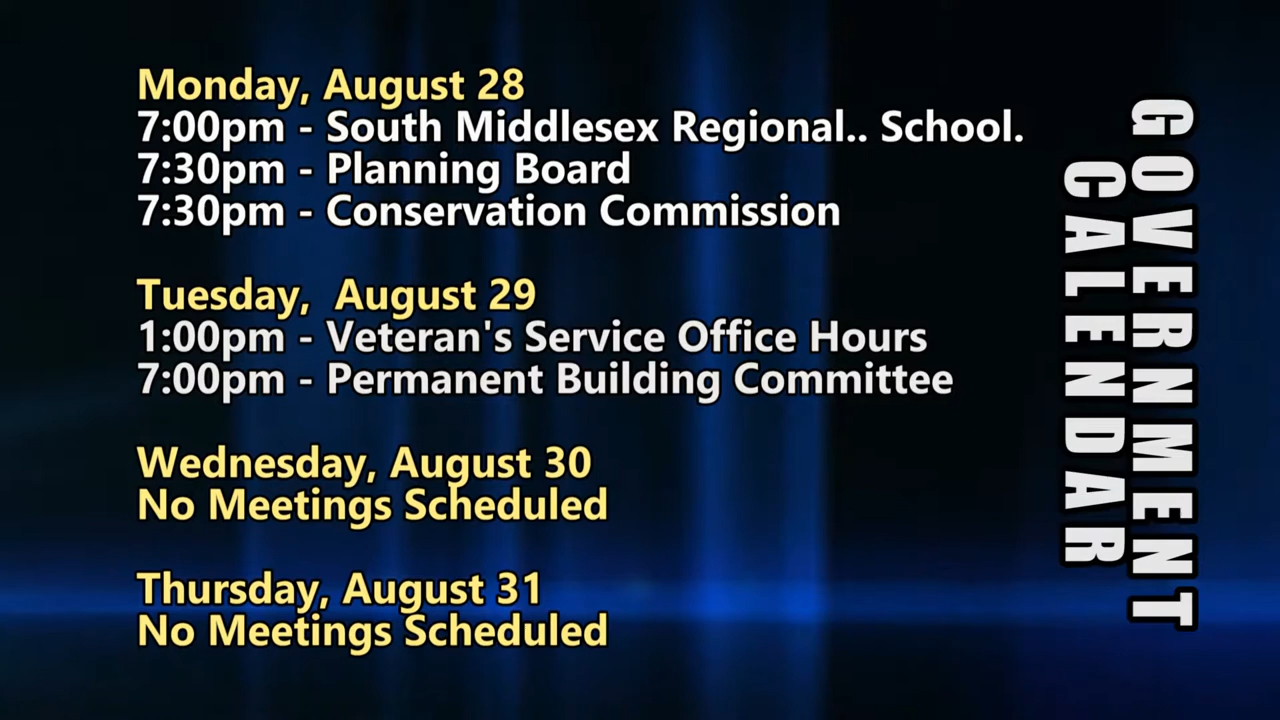 Monday, August 28
7:00pm - South Middlesex Regional.. School.
7:30pm - Planning Board
7:30pm - Conservation Commission
Tuesday,  August 29
1:00pm - Veteran's Service Office Hours
7:00pm - Permanent Building Committee
Wednesday, August 30
No Meetings Scheduled
Thursday, August 31
No Meetings Scheduled
GOVERNMENT
CALENDAR